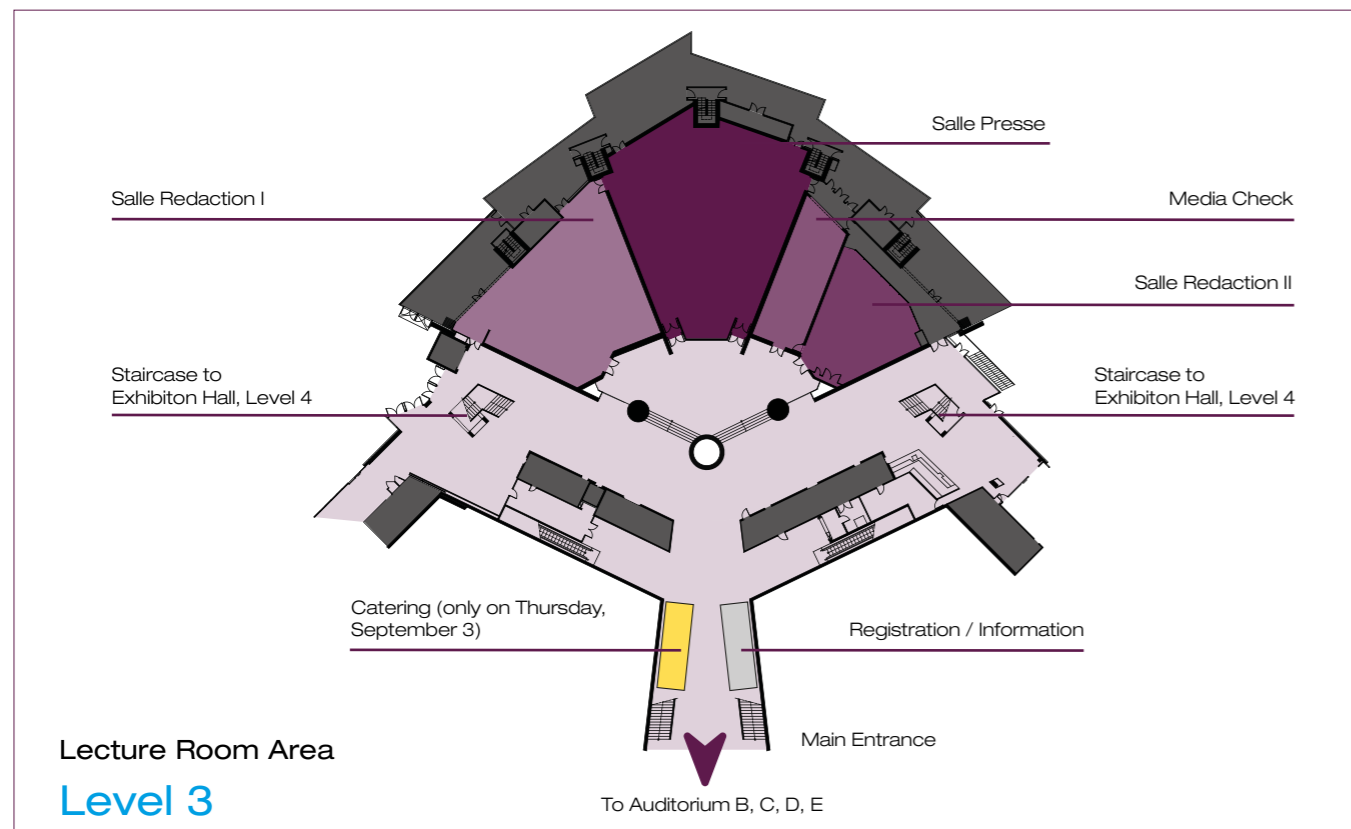 Salle Presse
Salle Redaction I
Media Check
Salle Redaction II
Staircase to
Exhibiton Hall, Level 4
Staircase to
Exhibiton Hall, Level 4
Catering (only on Thursday,
September 3)
Registration / Information
Main Entrance
Lecture Room Area
Level 3
To Auditorium B, C, D, E